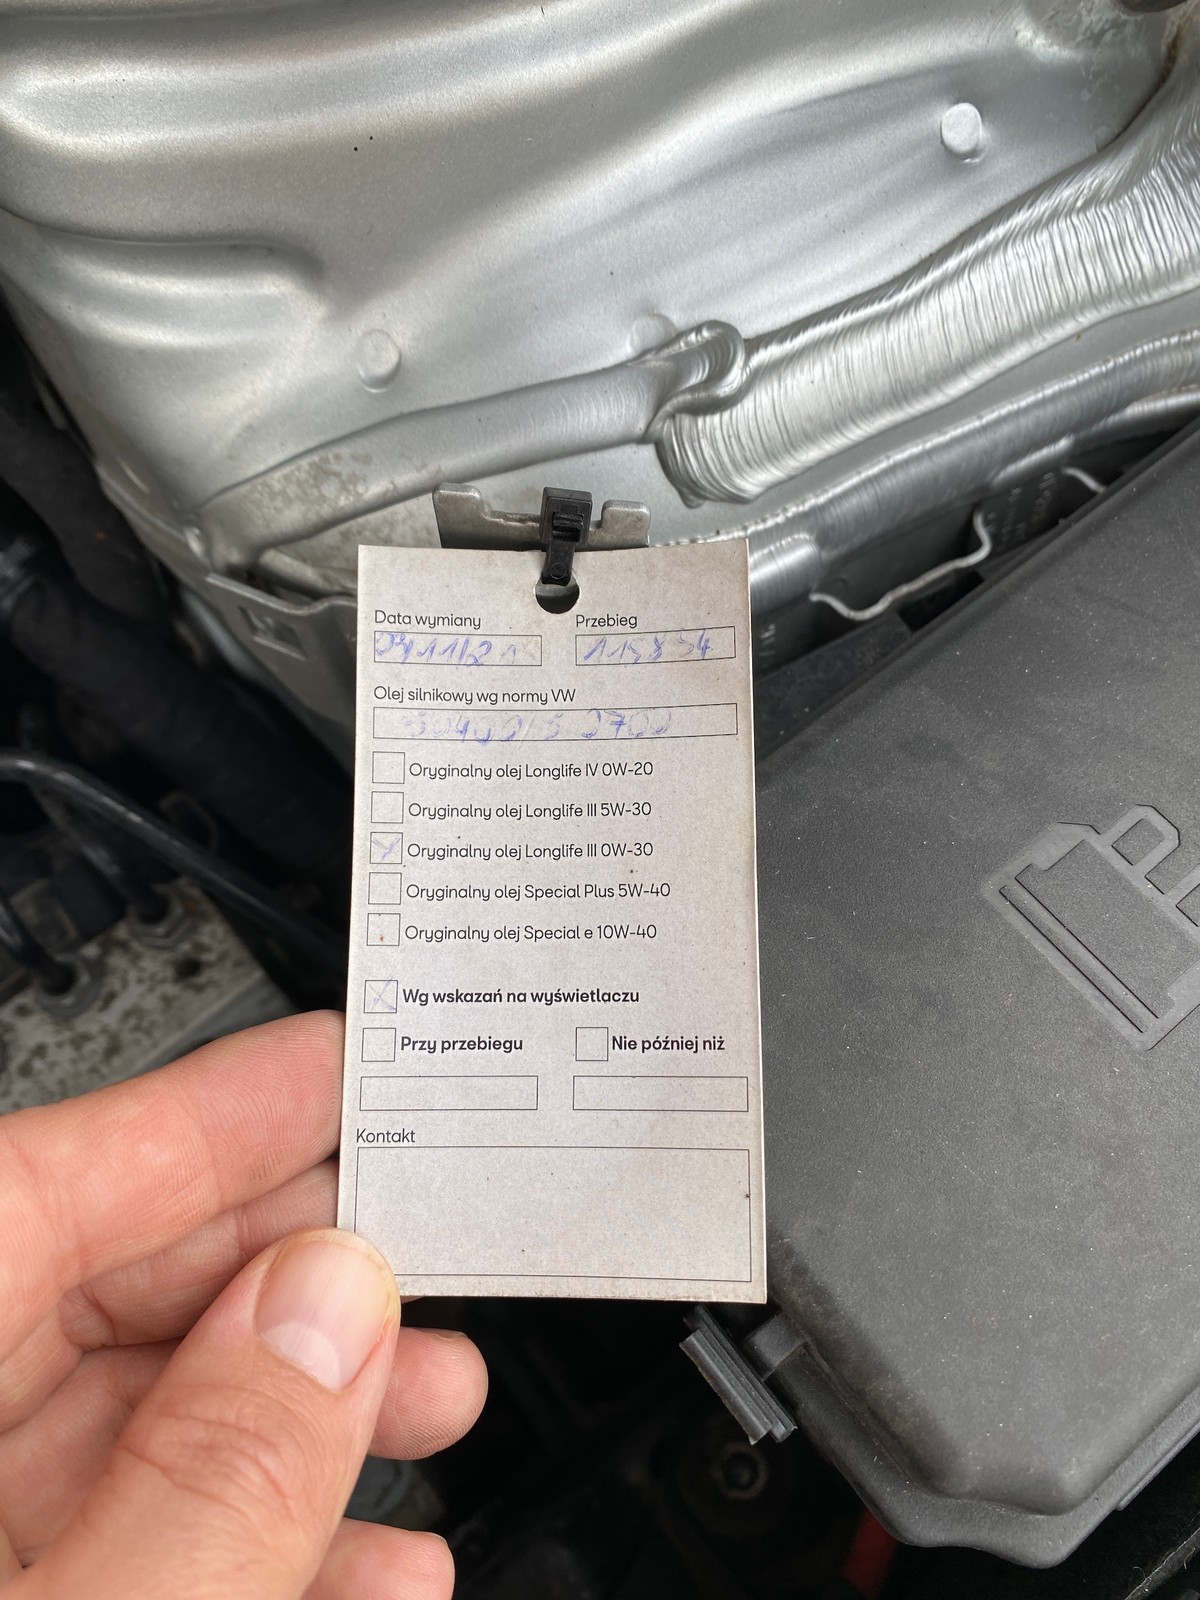 Data wymiany Przebieg
Olej silnikowy wg normy VW
Oryginalny olej Longlife IV 0W-20
Oryginalny olej Longlife III 5W-30
Oryginalny olej Longlife III 0W-30
Oryginalny olej Special Plus 5W-40
Oryginalny olej Special e 10W-40
Wg wskazań na wyświetlaczu
Przy przebiegu Nie później niż
Kontakt